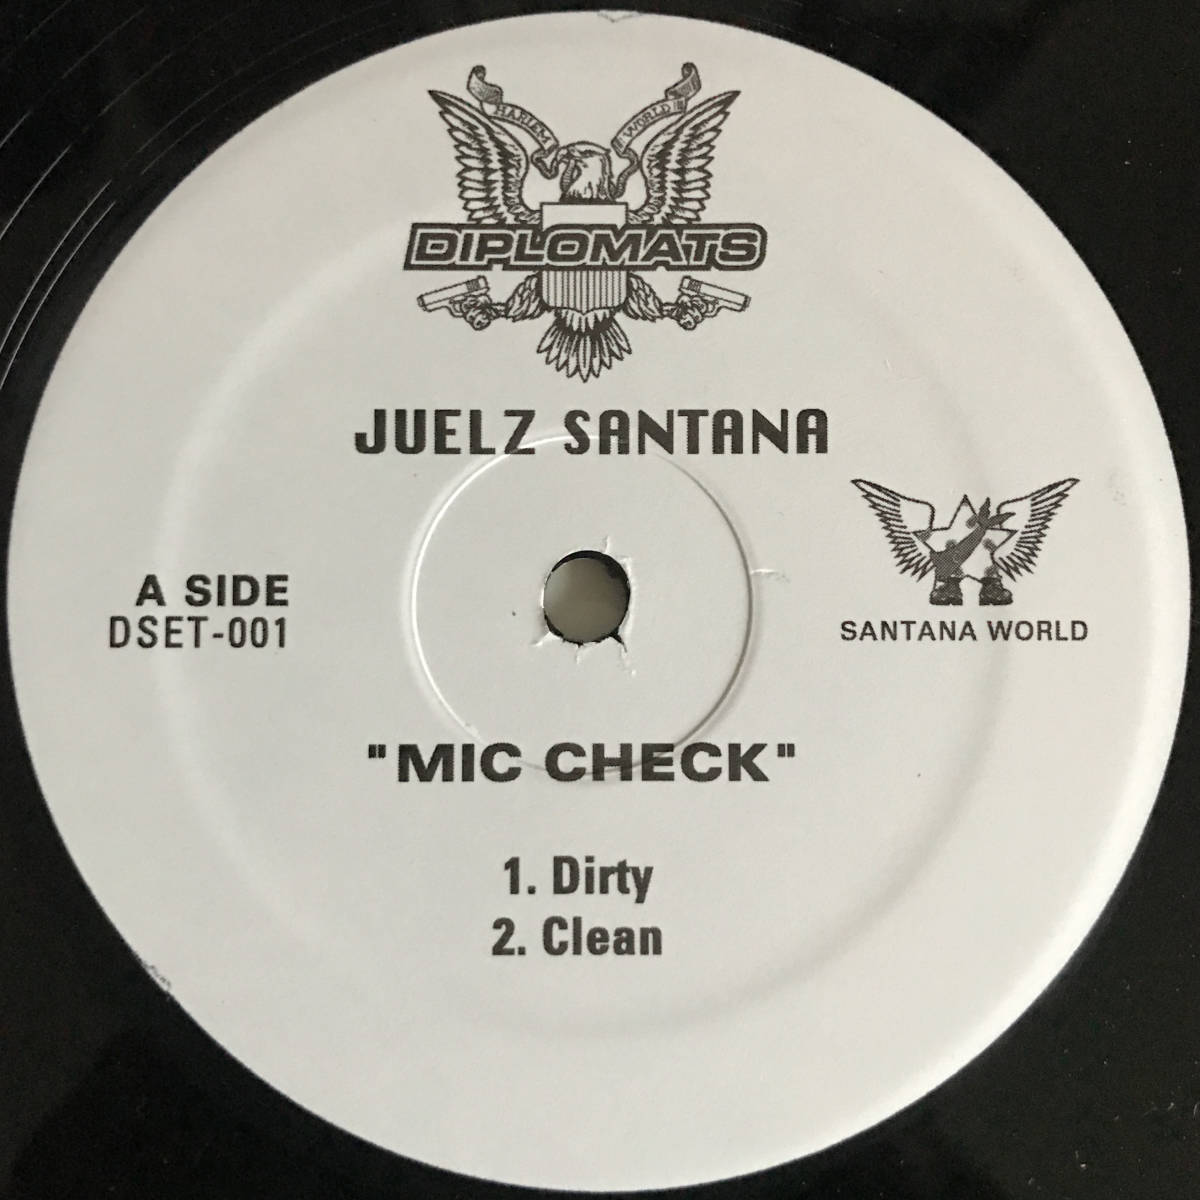 HARLEM WORLD
DIPLOMATS
JUELZ SANTANA
A SIDE
DSET-001
SANTANA WORLD
"MIC CHECK"
1. Dirty
2. Clean